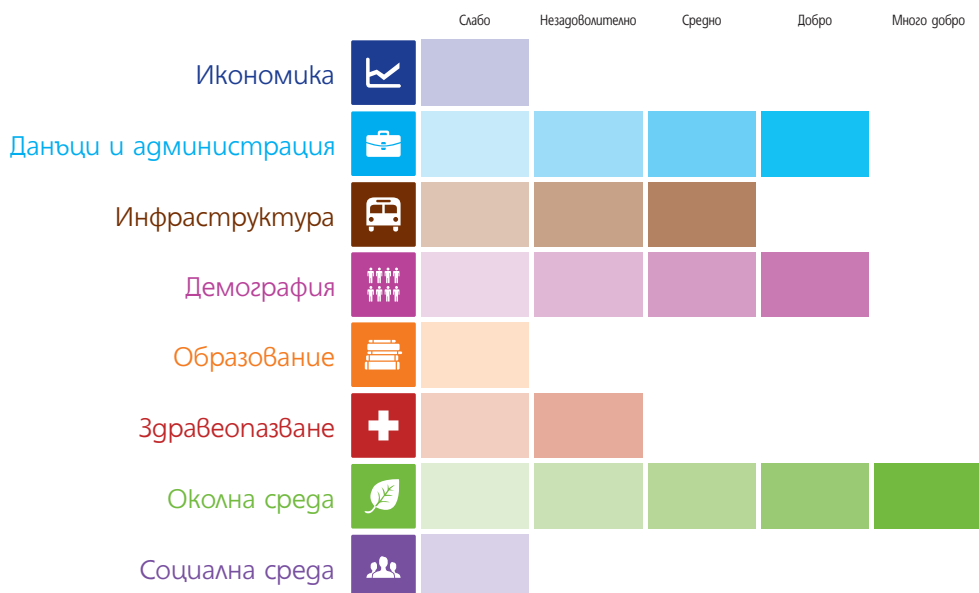 Слабо Незадоволително Средно Добро Много добро
Икономика
Данъци и администрация
Инфраструктура
Демография
Образование
Здравеопазване
Околна среда
Социална среда